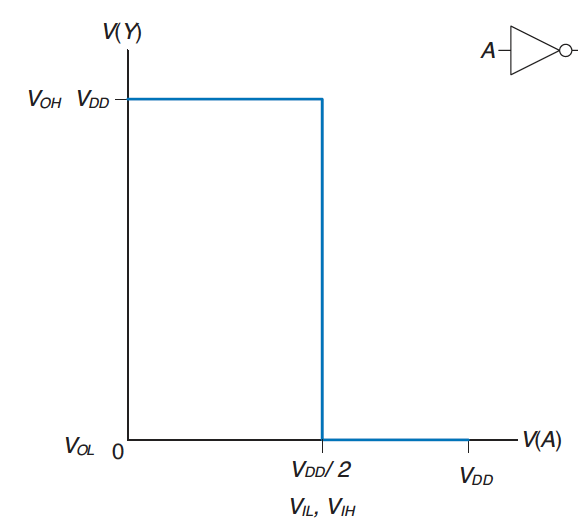 V(Y)
A
VOH VDD
VOL 0
V(A)
VDD/ 2
VDD
VIL, VIH